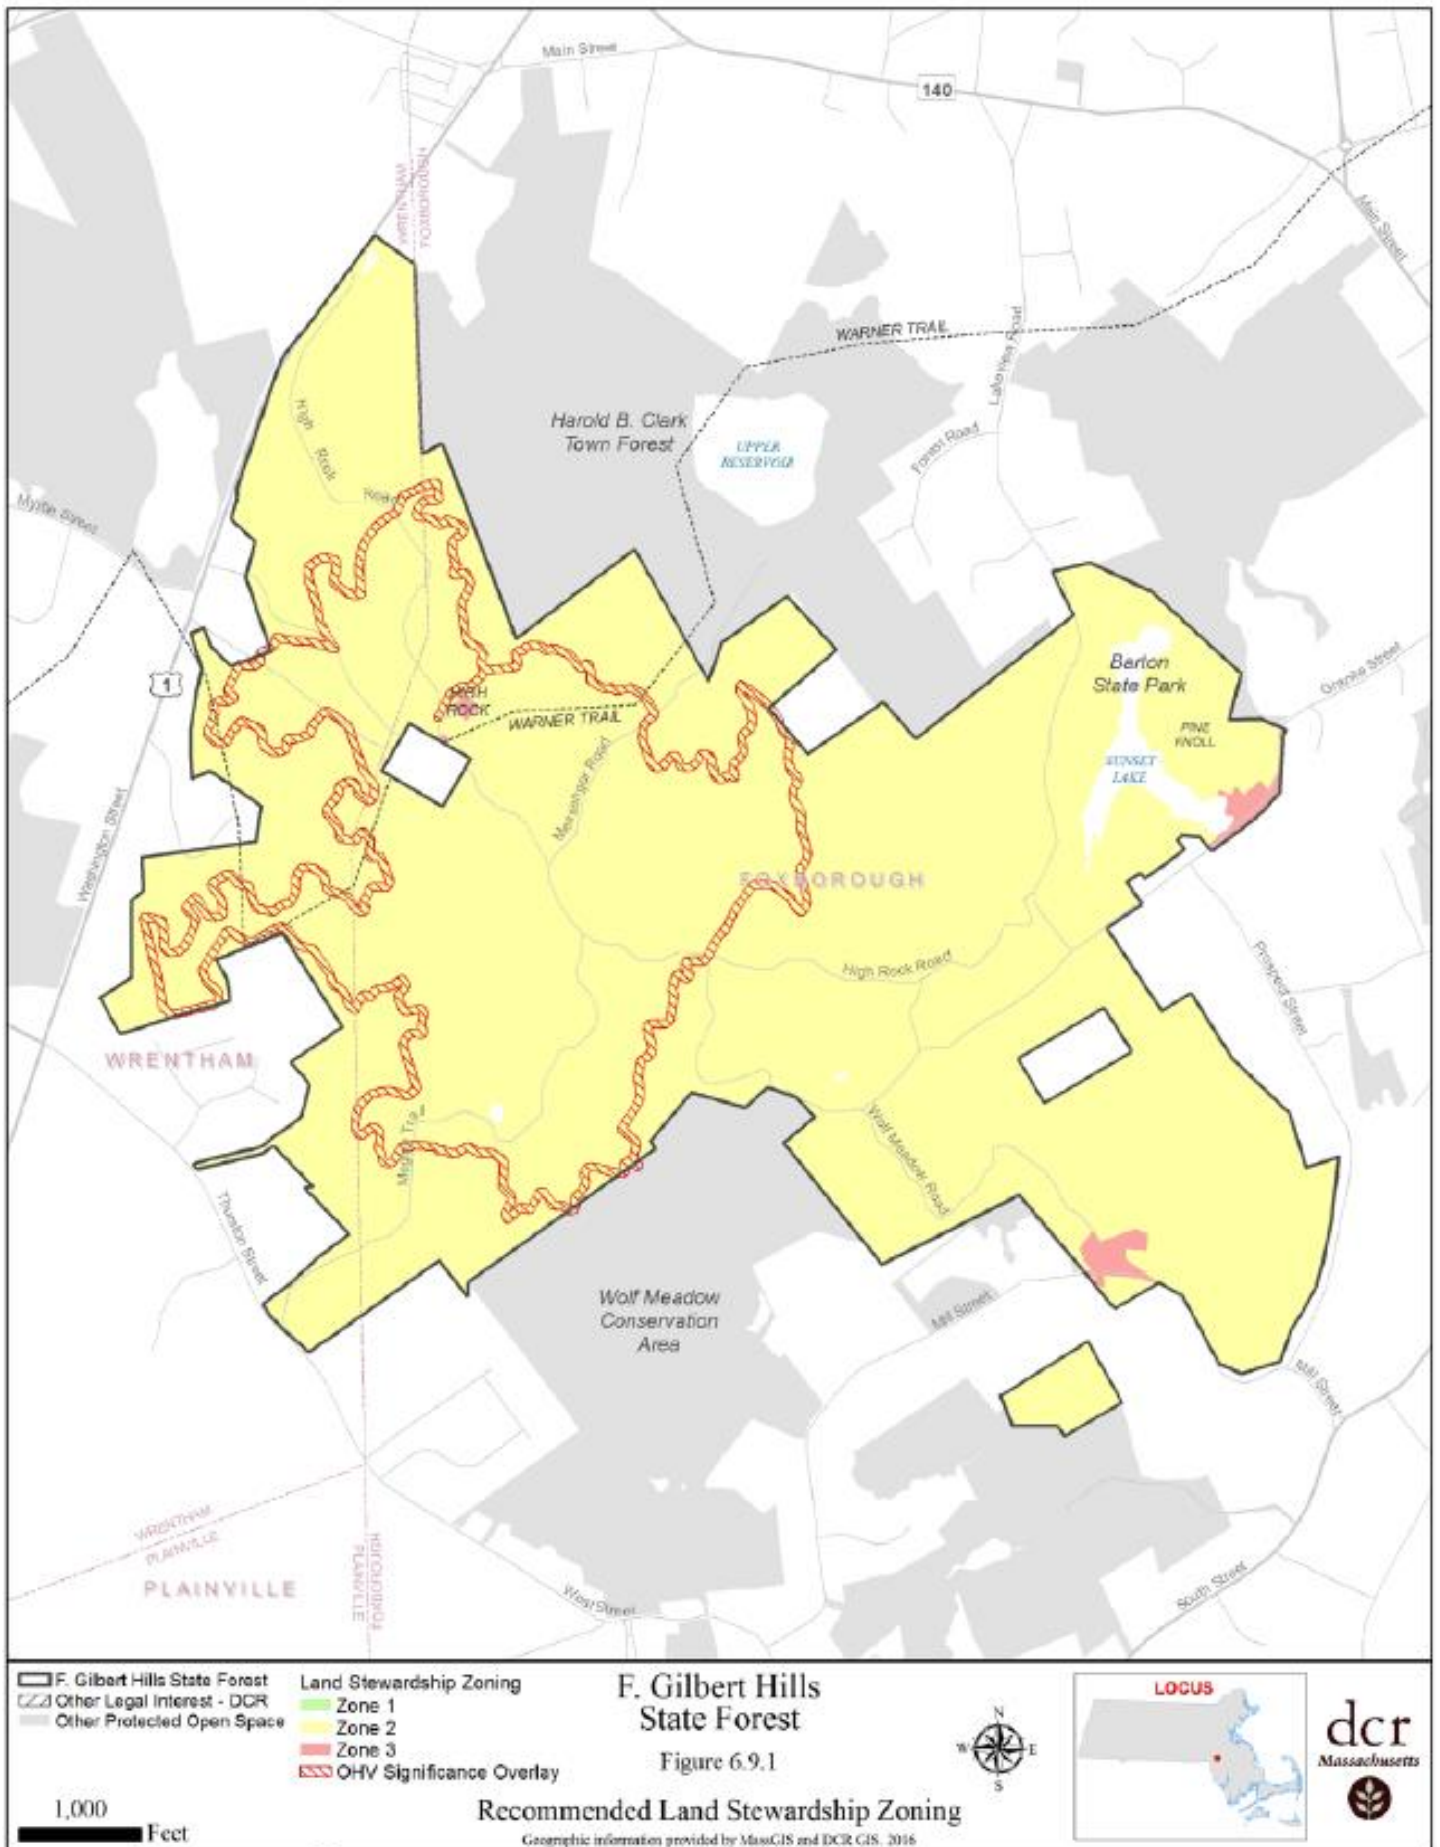 Main Street
140
WRENTHAM
FOXBOROUGH
Main Street
WARNER TRAIL
Lakeview Road
High Rock Road
Harold B. Clark
Town Forest
UPPER
RESERVOIR
Forest Road
Myrtle Street
1
HIGH
ROCK
WARNER TRAIL
Messenger Road
Barton
State Park
Granite Street
PINE
KNOLL
SUNSET
LAKE
Washington Street
FOXBOROUGH
High Rock Road
Prospect Street
WRENTHAM
Wolf Meadow Road
Thurston Street
Wolf Meadow
Conservation
Area
Mill Street
Mill Street
WRENTHAM
PLAINVILLE
PLAINVILLE
PLAINVILLE
FOXBOROUGH
West Street
South Street
F. Gilbert Hills State Forest
Other Legal Interest - DCR
Other Protected Open Space
Land Stewardship Zoning
Zone 1
Zone 2
Zone 3
OHV Significance Overlay
1,000
Feet
F. Gilbert Hills
State Forest
Figure 6.9.1
Recommended Land Stewardship Zoning
Geographic information provided by MassGIS and DCR GIS. 2016
N
W
E
S
LOCUS
dcr
Massachusetts